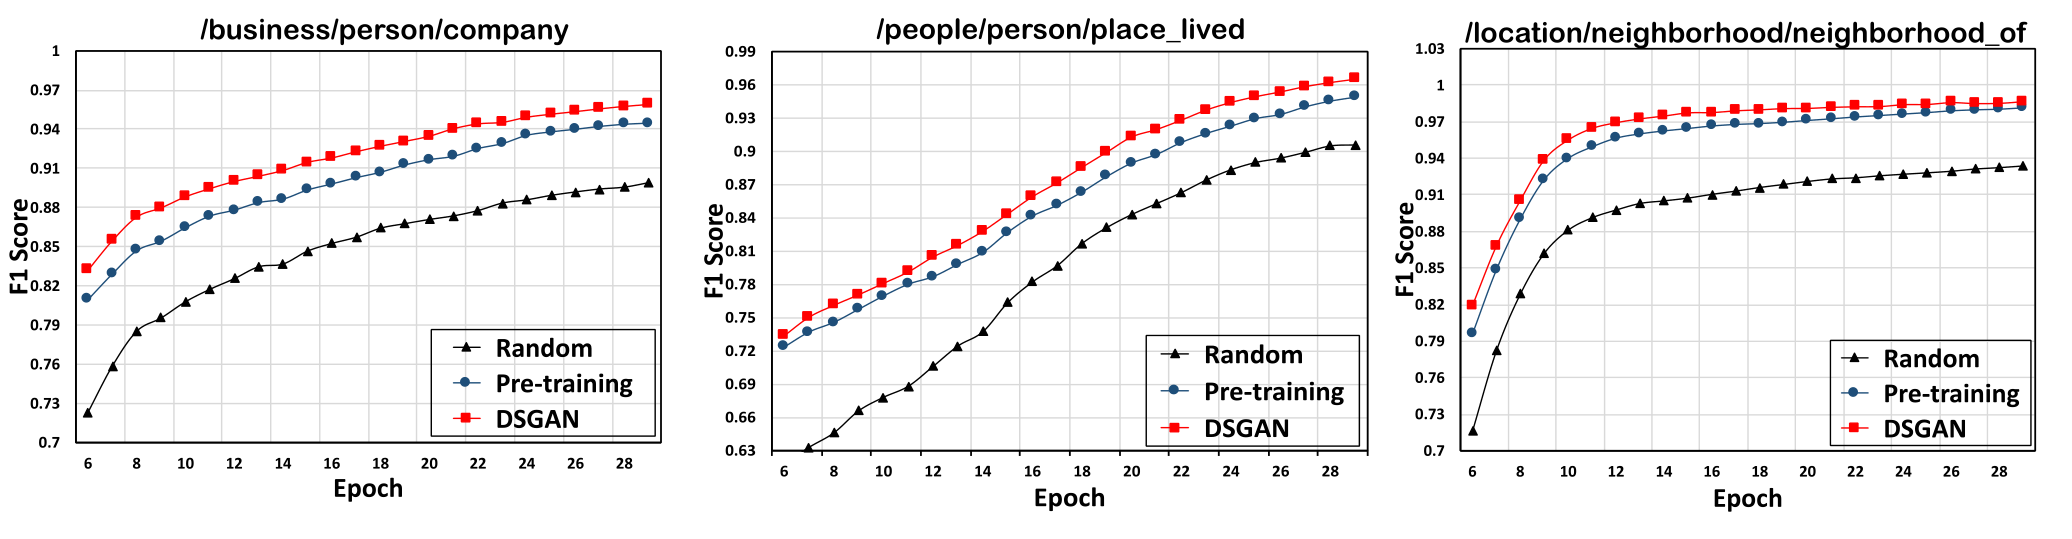 /business/person/company
1
0.97
0.94
0.91
0.88
0.85
0.82
0.79
0.76
0.73
0.7
F1 Score
6 8 10 12 14 16 18 20 22 24 26 28
Epoch
Random
Pre-training
DSGAN
/people/person/place_lived
0.99
0.96
0.93
0.9
0.87
0.84
0.81
0.78
0.75
0.72
0.69
0.66
0.63
F1 Score
6 8 10 12 14 16 18 20 22 24 26 28
Epoch
Random
Pre-training
DSGAN
/location/neighborhood/neighborhood_of
1.03
1
0.97
0.94
0.91
0.88
0.85
0.82
0.79
0.76
0.73
0.7
F1 Score
6 8 10 12 14 16 18 20 22 24 26 28
Epoch
Random
Pre-training
DSGAN